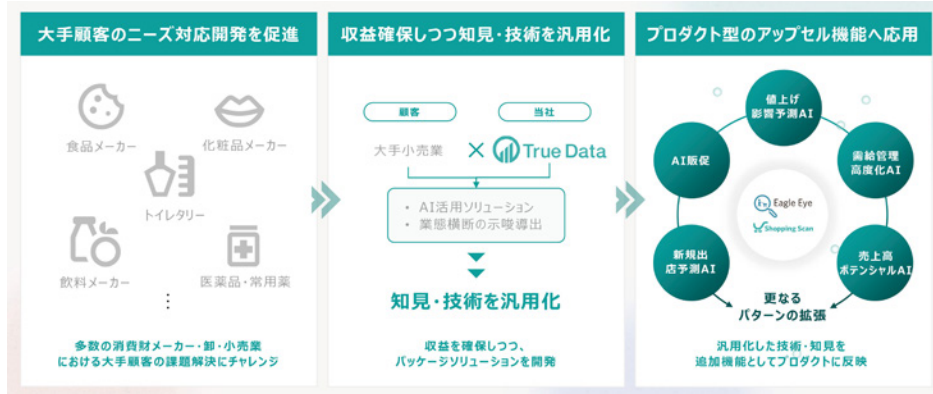 大手顧客のニーズ対応開発を促進
食品メーカー
化粧品メーカー
トイレタリー
飲料メーカー
医薬品・常用薬
⋮
多数の消費財メーカー・卸・小売業
における大手顧客の課題解決にチャレンジ
収益確保しつつ知見・技術を汎用化
顧客
当社
大手小売業
×
True Data
・ AI活用ソリューション
・ 業態横断の示唆導出
知見・技術を汎用化
収益を確保しつつ、
パッケージソリューションを開発
プロダクト型のアップセル機能へ応用
値上げ
影響予測AI
AI販促
需給管理
高度化AI
Eagle Eye
Shopping Scan
新規出
店予測AI
売上高
ポテンシャルAI
更なる
パターンの拡張
汎用化した技術・知見を
追加機能としてプロダクトに反映